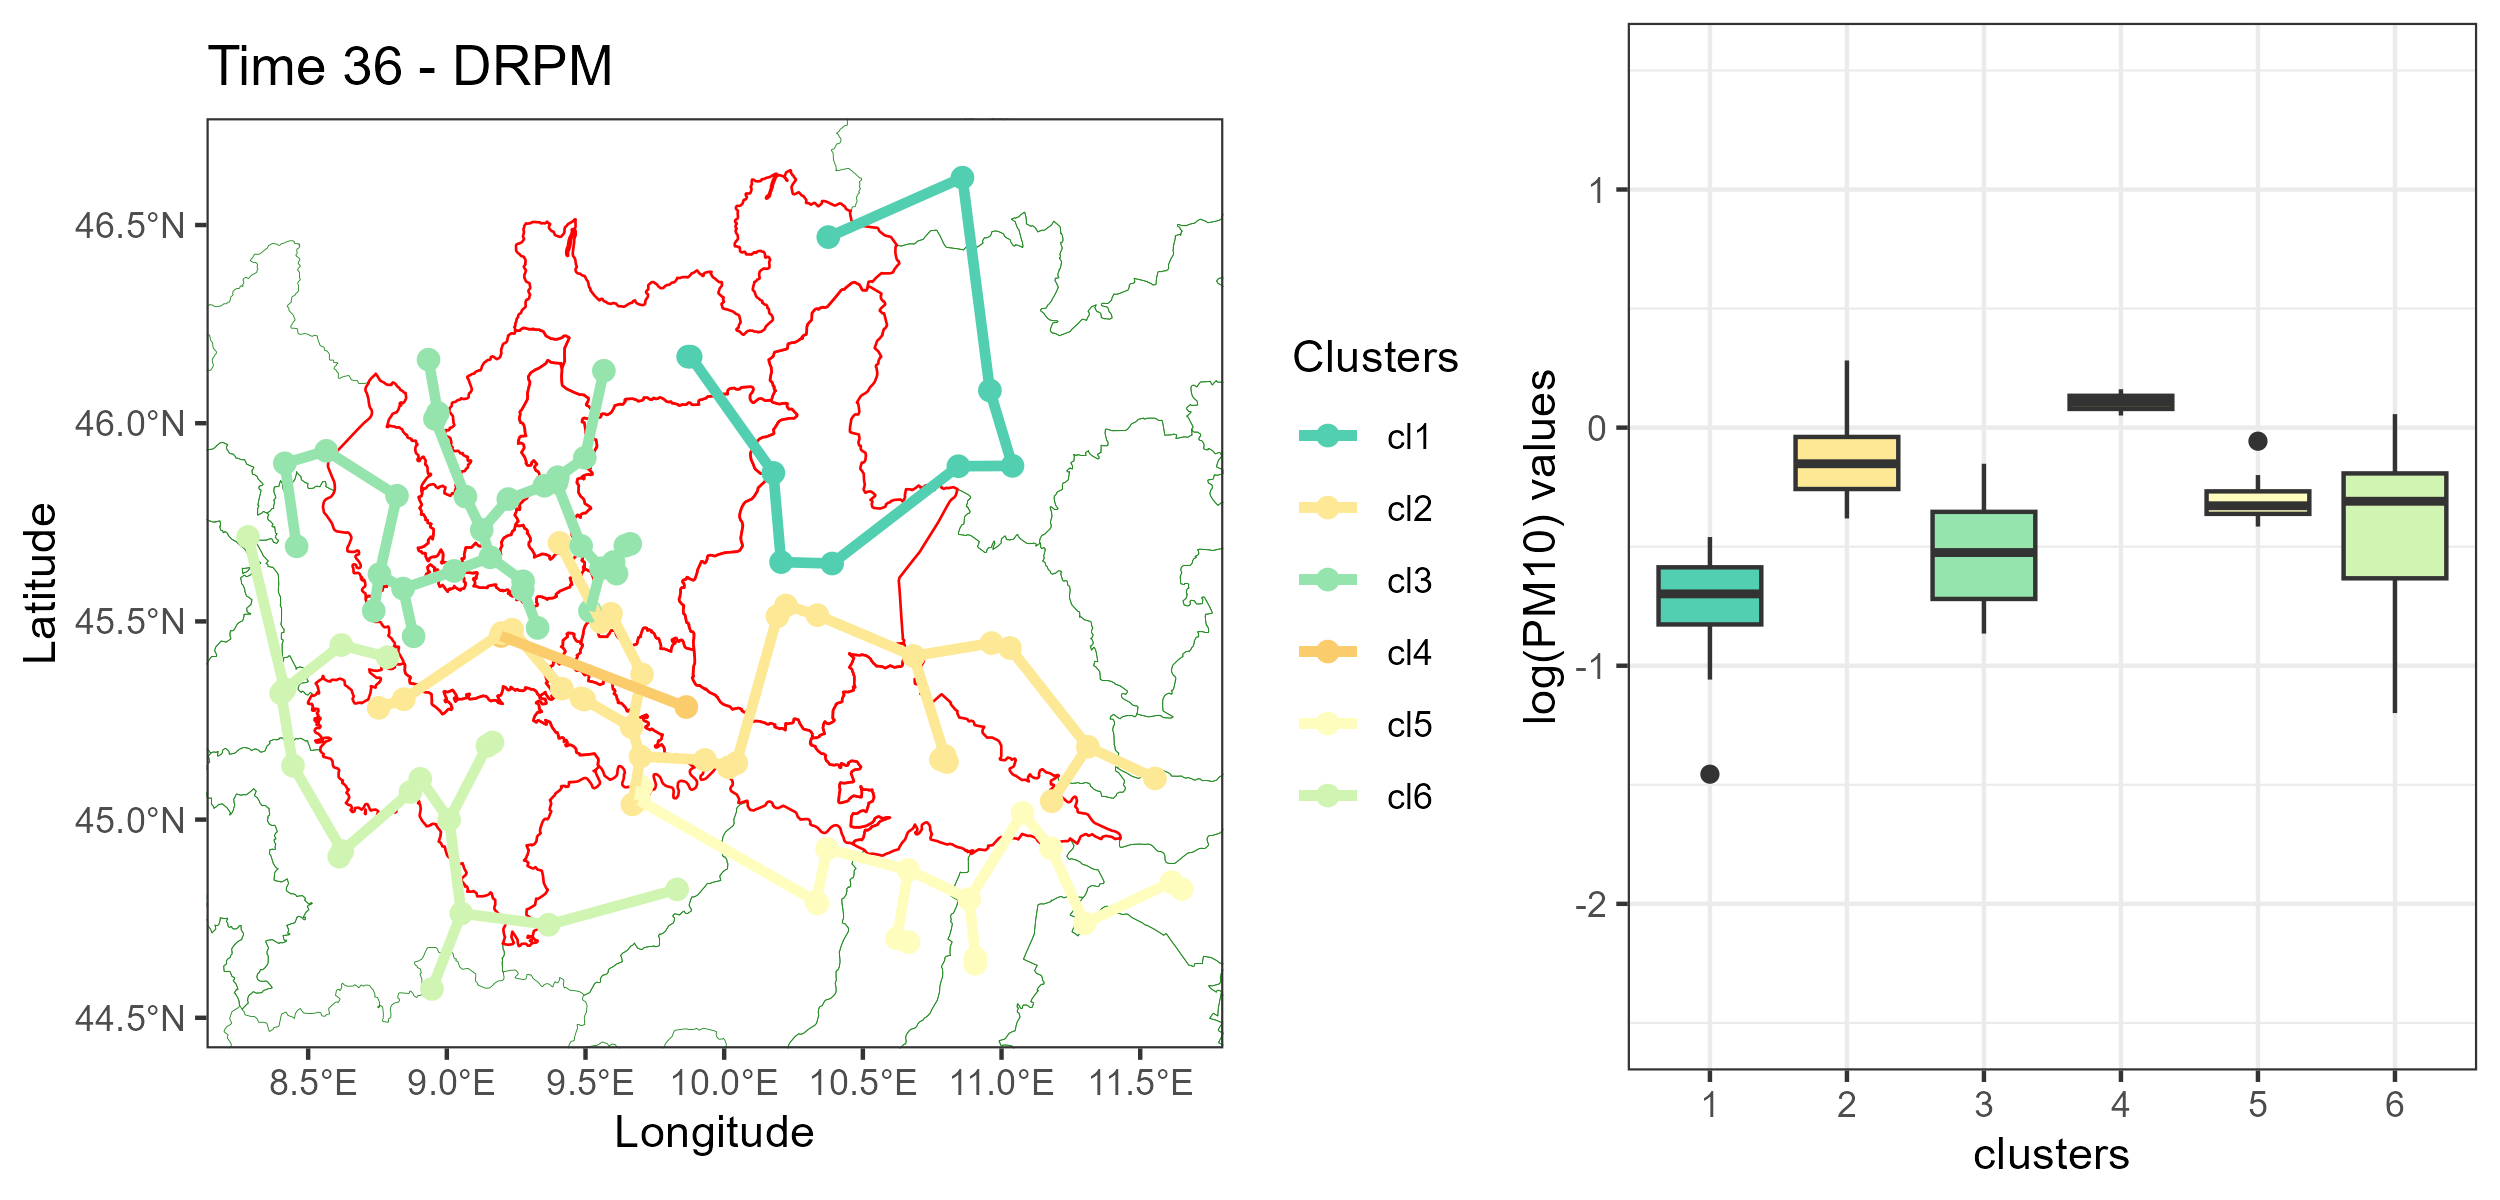 Time 36 - DRPM
Latitude
46.5°N
46.0°N
45.5°N
45.0°N
44.5°N
8.5°E 9.0°E 9.5°E 10.0°E 10.5°E 11.0°E 11.5°E
Longitude
Clusters
cl1
cl2
cl3
cl4
cl5
cl6
log(PM10)) values
1
0
-1
-2
1 2 3 4 5 6
clusters